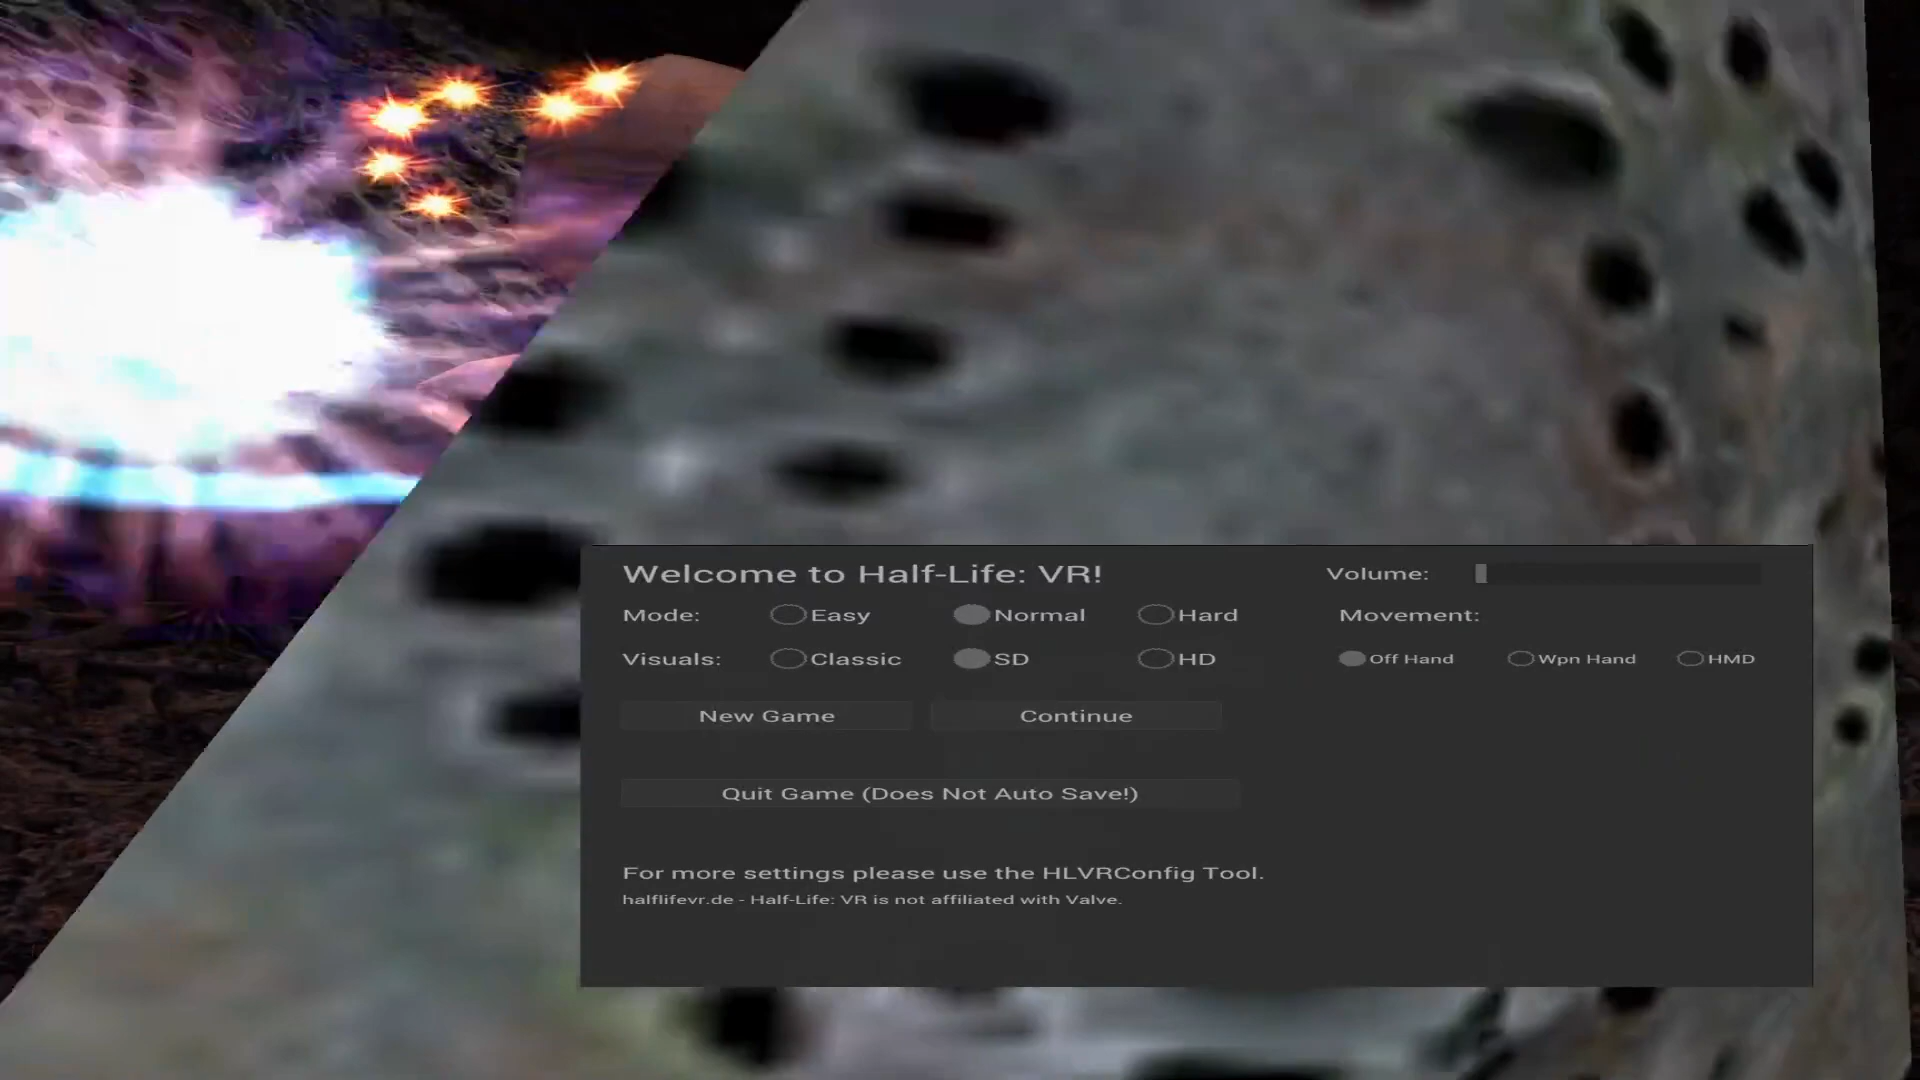 Welcome to Half-Life: VR! Volume:
Mode: Easy Normal Hard Movement:
Visuals: Classic SD HD Off Hand Wpn Hand HMD
New Game Continue
Quit Game (Does Not Auto Save!)
For more settings please use the HLVRConfig Tool.
halflifevr.de - Half-Life: VR is not affiliated with Valve.